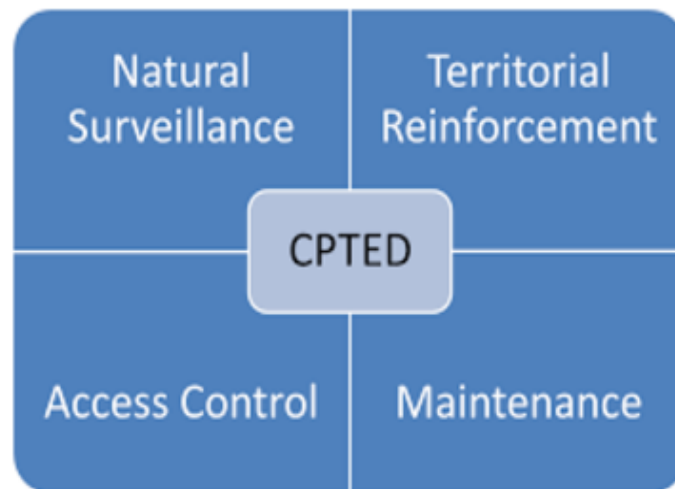 Natural
Surveillance
Territorial
Reinforcement
CPTED
Access Control
Maintenance